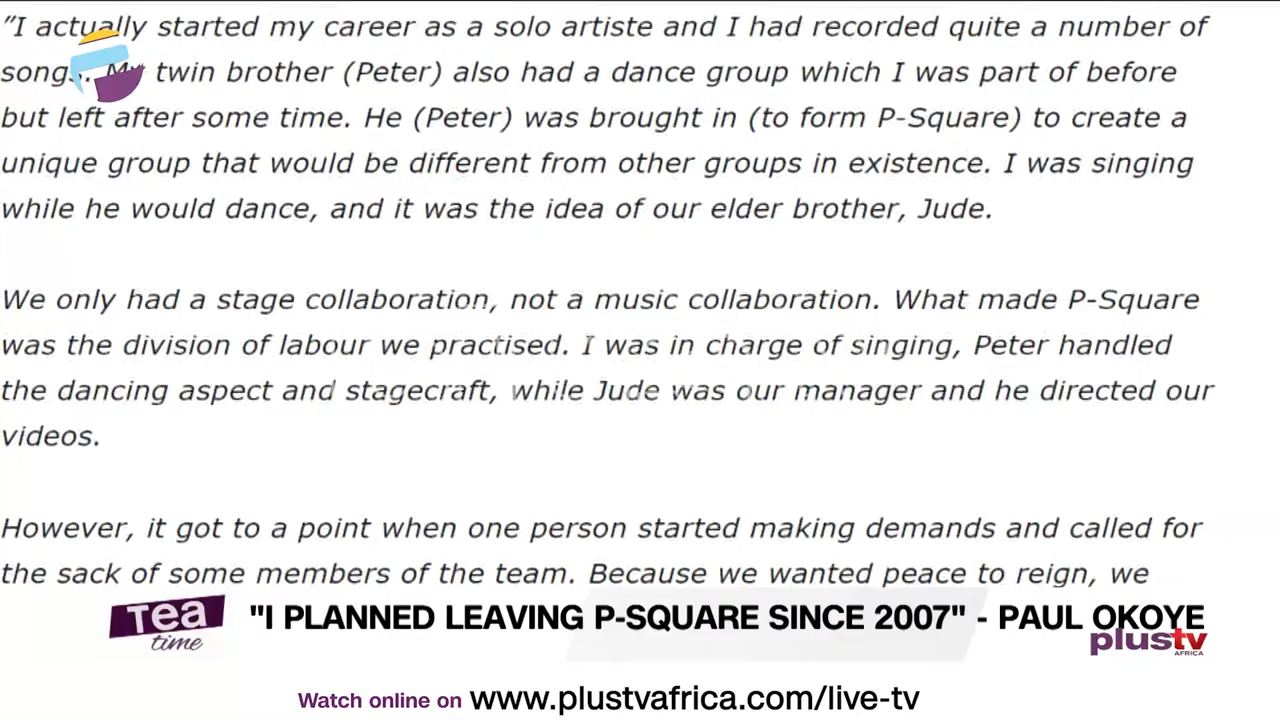 "I actually started my career as a solo artiste and I had recorded quite a number of
songs. My twin brother (Peter) also had a dance group which I was part of before
but left after some time. He (Peter) was brought in (to form P-Square) to create a
unique group that would be different from other groups in existence. I was singing
while he would dance, and it was the idea of our elder brother, Jude.
We only had a stage collaboration, not a music collaboration. What made P-Square
was the division of labour we practised. I was in charge of singing, Peter handled
the dancing aspect and stagecraft, while Jude was our manager and he directed our
videos.
However, it got to a point when one person started making demands and called for
the sack of some members of the team. Because we wanted peace to reign, we
Tea
time
"I PLANNED LEAVING P-SQUARE SINCE 2007" - PAUL OKOYE
plustv
AFRICA
Watch online on www.plustvafrica.com/live-tv